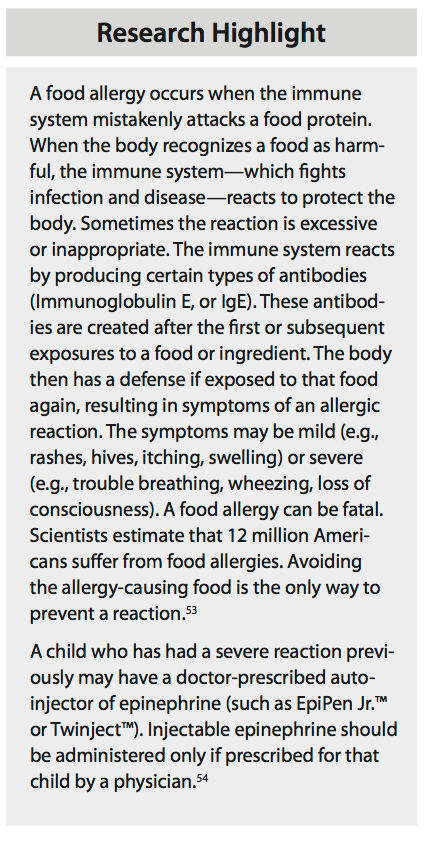 Research Highlight
A food allergy occurs when the immune
system mistakenly attacks a food protein.
When the body recognizes a food as harm-
ful, the immune system—which fights
infection and disease—reacts to protect the
body. Sometimes the reaction is excessive
or inappropriate. The immune system reacts
by producing certain types of antibodies
(Immunoglobulin E, or IgE). These antibod-
ies are created after the first or subsequent
exposures to a food or ingredient. The body
then has a defense if exposed to that food
again, resulting in symptoms of an allergic
reaction. The symptoms may be mild (e.g.,
rashes, hives, itching, swelling) or severe
(e.g., trouble breathing, wheezing, loss of
consciousness). A food allergy can be fatal.
Scientists estimate that 12 million Ameri-
cans suffer from food allergies. Avoiding
the allergy-causing food is the only way to
prevent a reaction.⁵³
A child who has had a severe reaction previ-
ously may have a doctor-prescribed auto-
injector of epinephrine (such as EpiPen Jr.™
or Twinject™). Injectable epinephrine should
be administered only if prescribed for that
child by a physician.⁵⁴